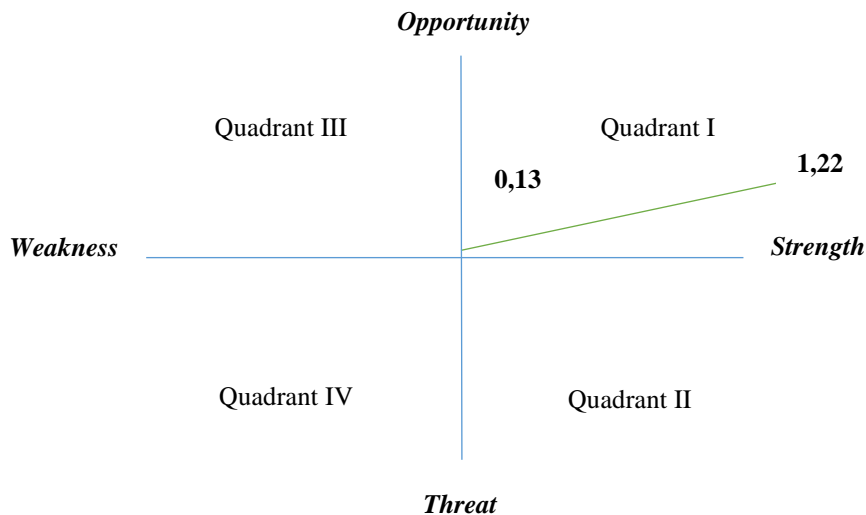 Opportunity
Quadrant III
Quadrant I
0,13
1,22
Weakness
Strength
Quadrant IV
Quadrant II
Threat